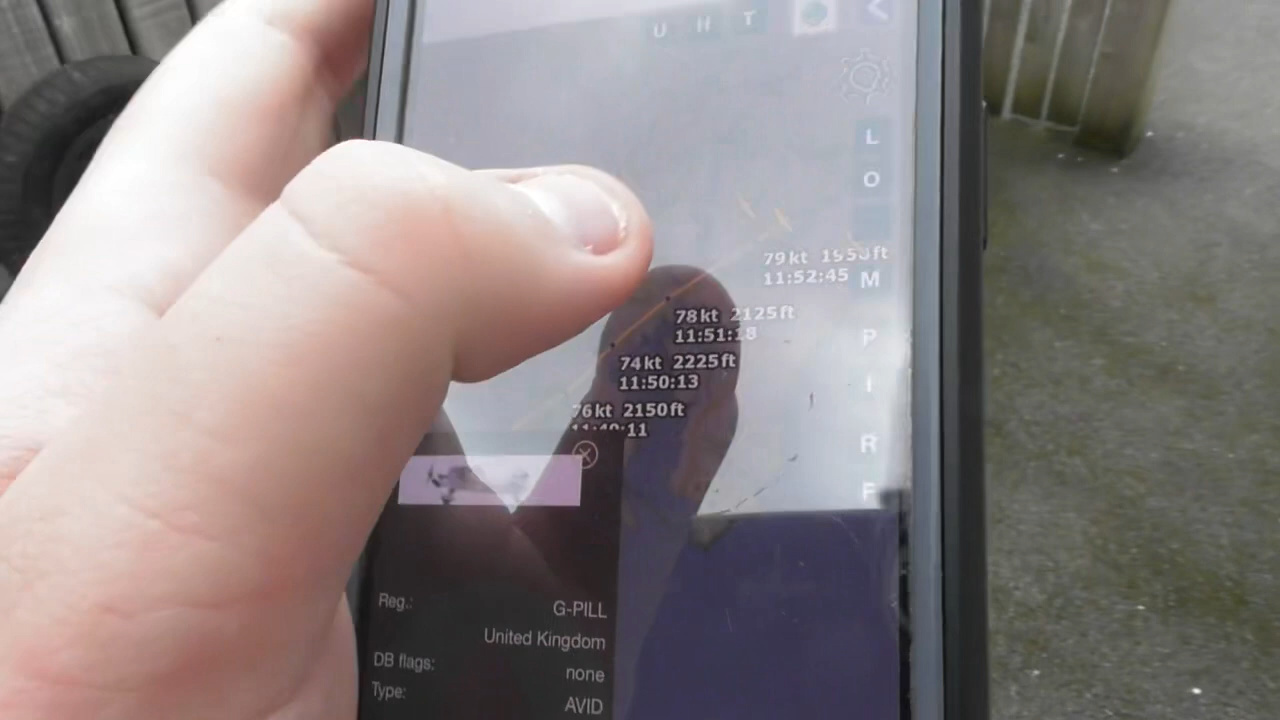 U H T
L
O
79kt 1950ft
11:52:45
M
78kt 2125ft
11:51:18
P
74kt 2225ft
11:50:13
I
76kt 2150ft
R
F
Reg.: G-PILL
United Kingdom
DB flags: none
Type: AVID